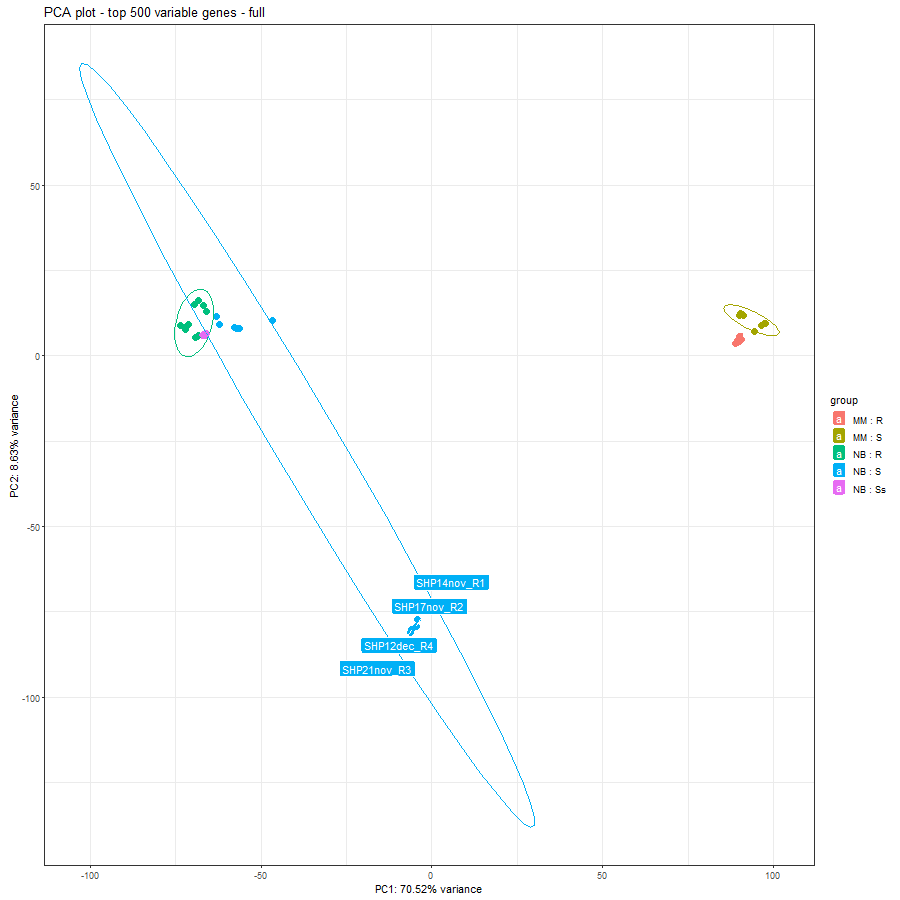 PCA plot - top 500 variable genes - full
50
0
-50
-100
PC2: 8.63% variance
SHP14nov_R1
SHP17nov_R2
SHP12dec_R4
SHP21nov_R3
-100
-50
0
50
100
PC1: 70.52% variance
group
a MM : R
a MM : S
a NB : R
a NB : S
a NB : Ss